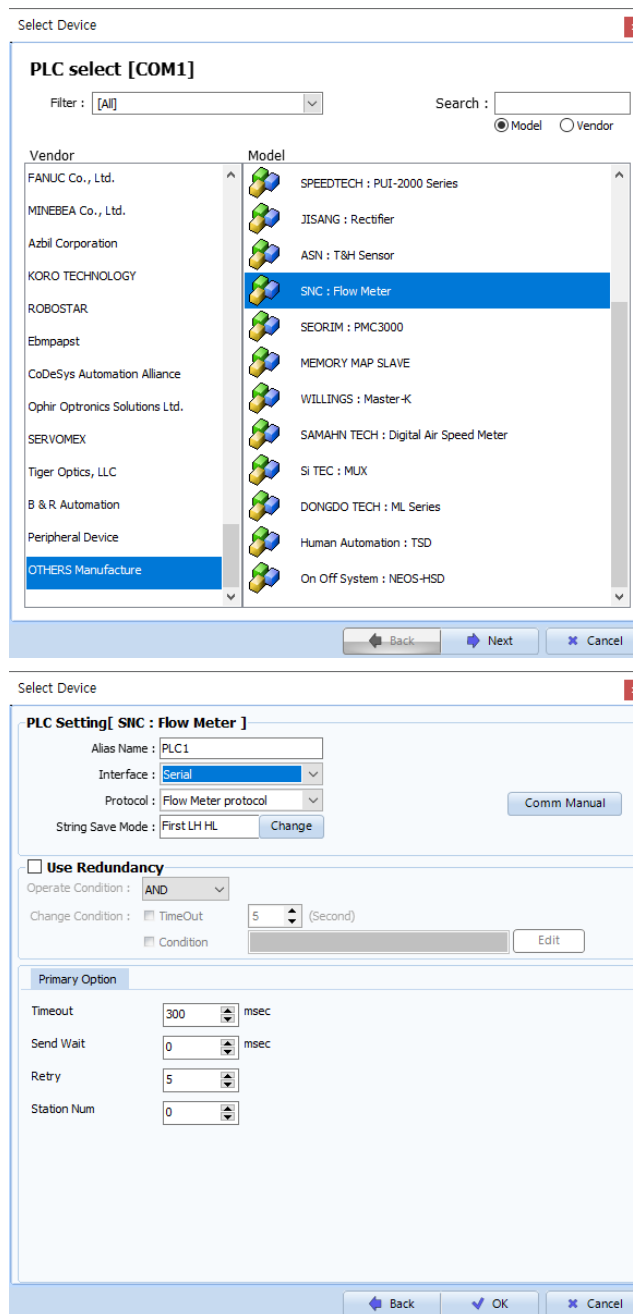 Select Device
PLC select [COM1]
Filter : [All]
Search :
Model Vendor
Vendor
FANUC Co., Ltd.
MINEBEA Co., Ltd.
Azbil Corporation
KORO TECHNOLOGY
ROBOSTAR
Ebmpapst
CoDeSys Automation Alliance
Ophir Optronics Solutions Ltd.
SERVOMEX
Tiger Optics, LLC
B & R Automation
Peripheral Device
OTHERS Manufacture
Model
SPEEDTECH : PUI-2000 Series
JISANG : Rectifier
ASN : T&H Sensor
SNC : Flow Meter
SEORIM : PMC3000
MEMORY MAP SLAVE
WILLINGS : Master-K
SAMAHN TECH : Digital Air Speed Meter
Si TEC : MUX
DONGDO TECH : ML Series
Human Automation : TSD
On Off System : NEOS-HSD
Back Next Cancel
Select Device
PLC Setting[ SNC : Flow Meter ]
Alias Name : PLC1
Interface : Serial
Protocol : Flow Meter protocol
Comm Manual
String Save Mode : First LH HL Change
Use Redundancy
Operate Condition : AND
Change Condition : TimeOut 5 (Second)
Condition Edit
Primary Option
Timeout 300 msec
Send Wait 0 msec
Retry 5
Station Num 0
Back OK Cancel